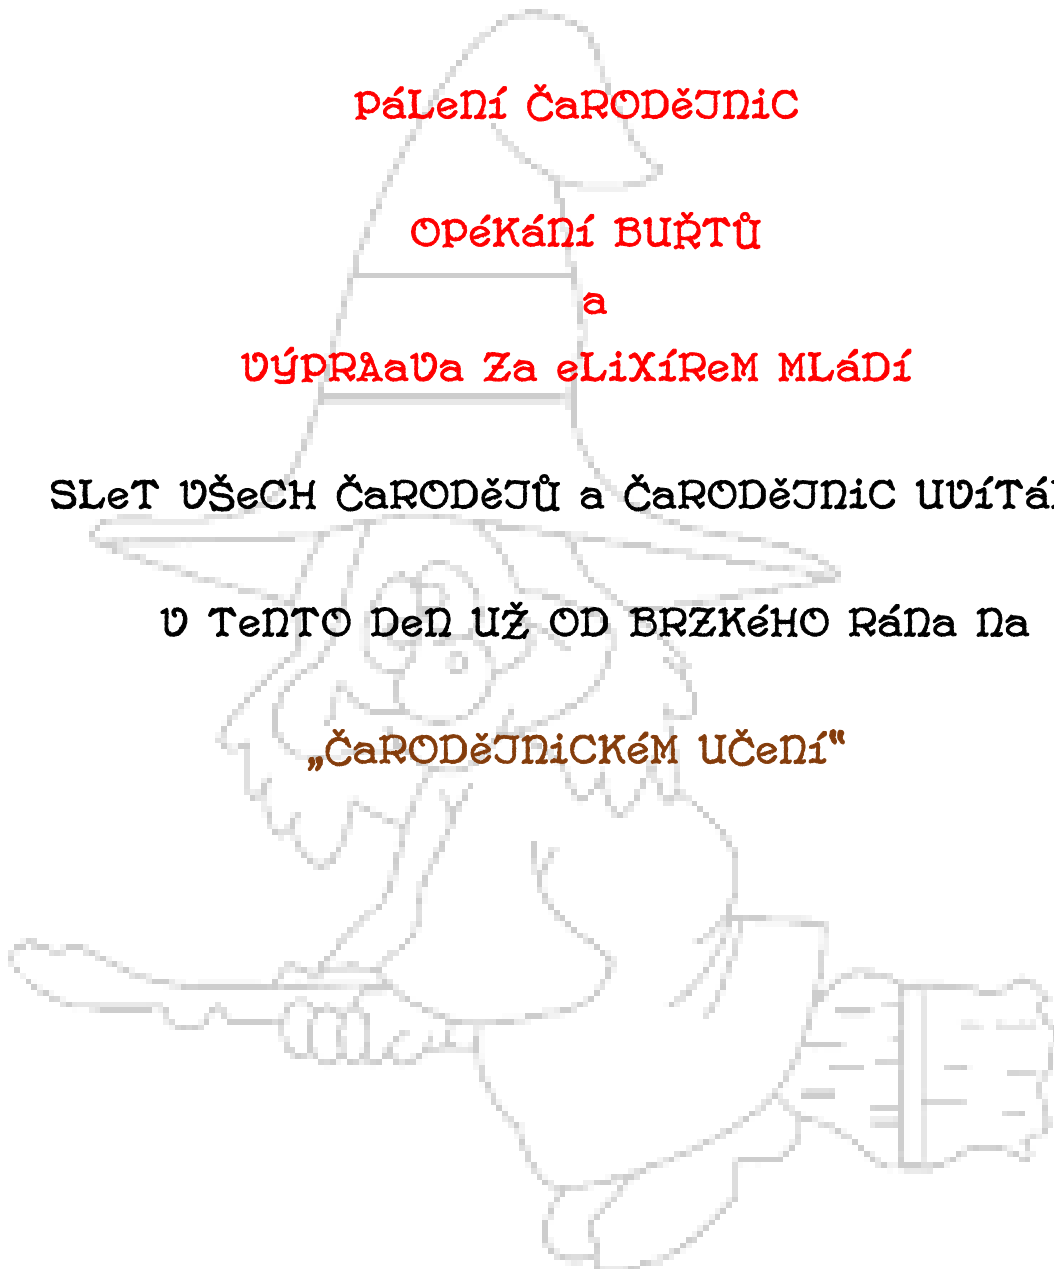 PáLeNí ČaRODěJNiC
OPéKáNí BUŘTŮ
a
VýPRAaVa Za eLiXíReM MLáDí
SLeT VŠeCH ČaRODěJŮ a ČaRODěJNiC
V TeNTO DeN UŽ OD BRZKéHO RáNa Na
„ČaRODěJNiCKéM UČeNí“